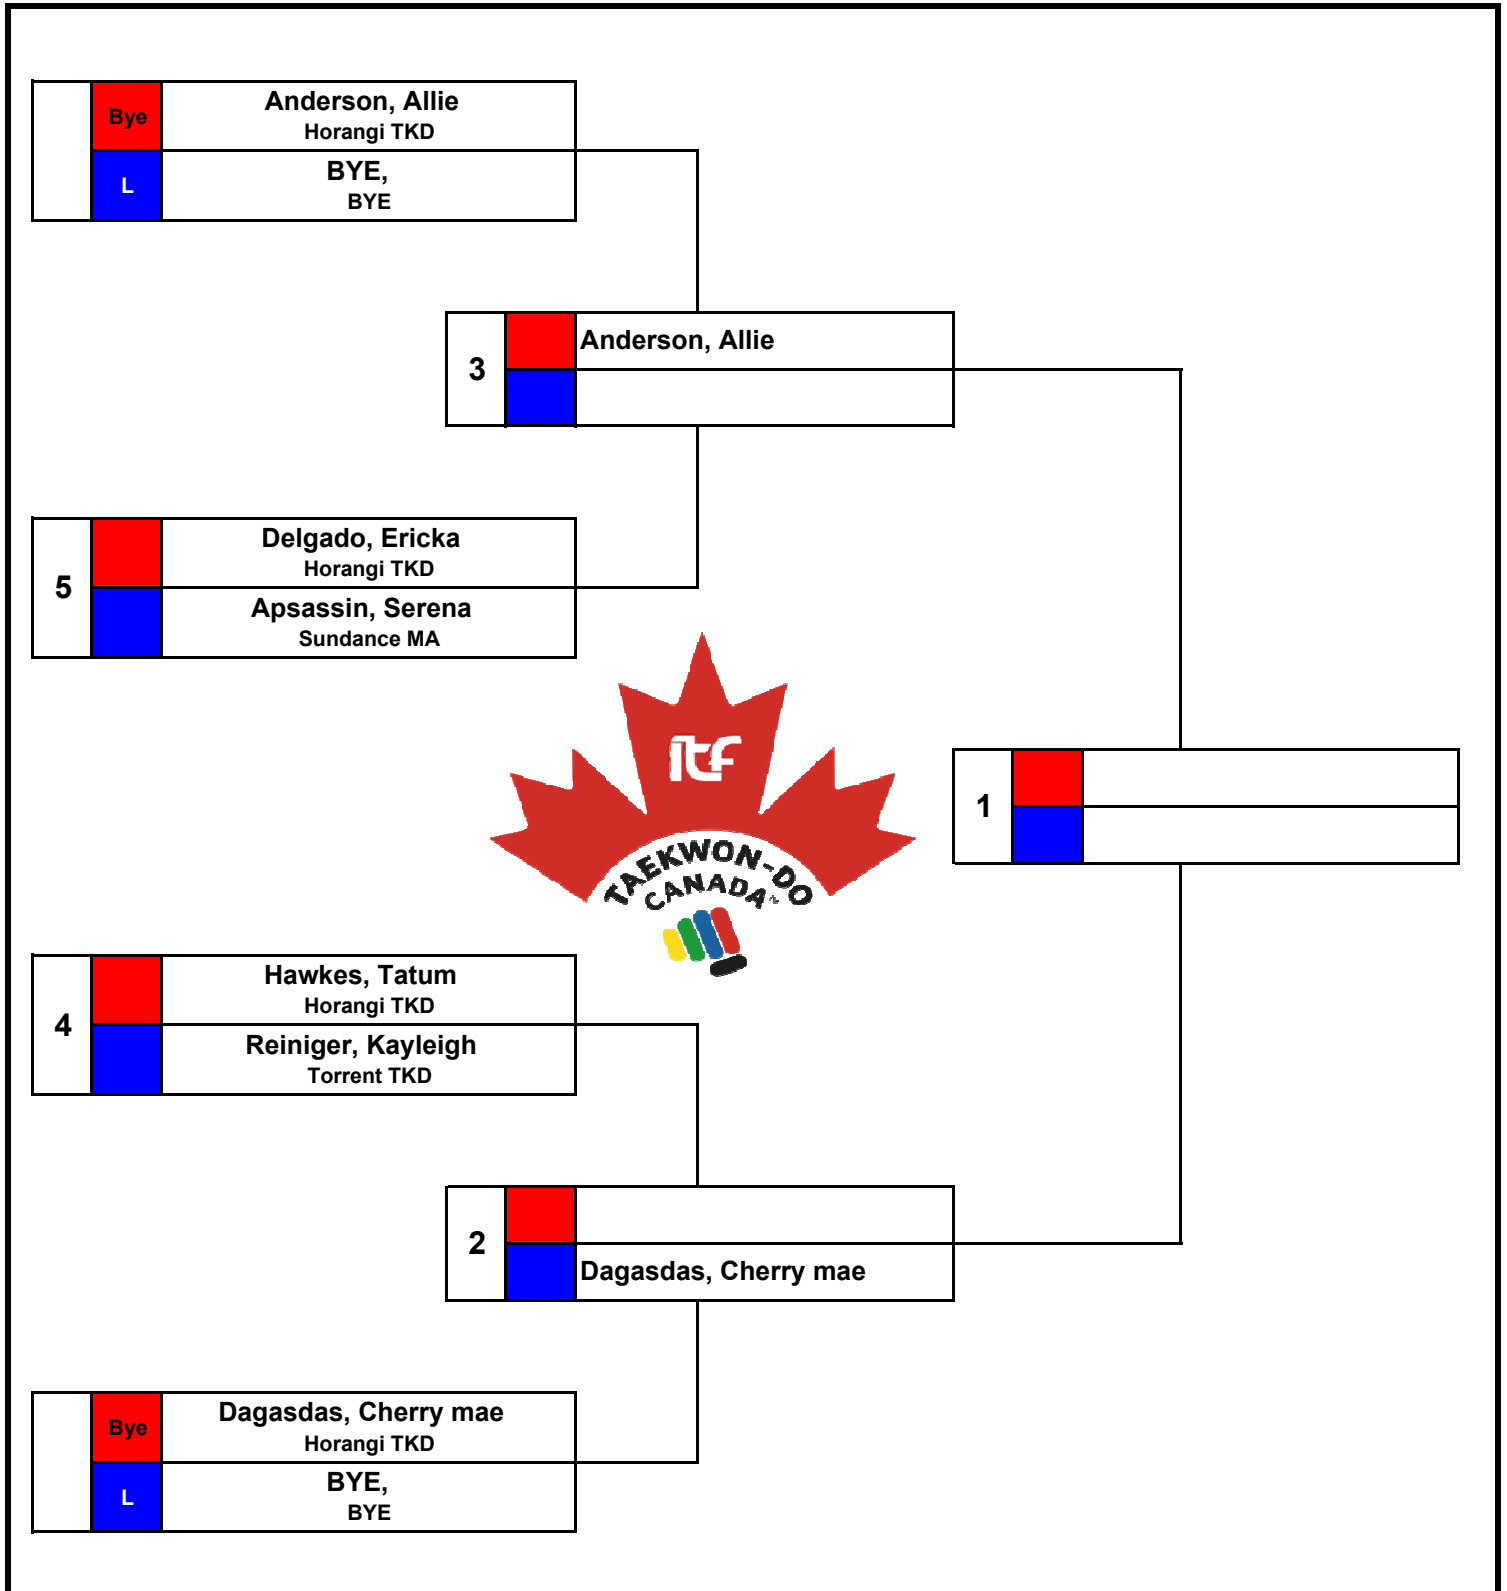 Bye
Anderson, Allie
Horangi TKD
L
BYE,
BYE
3
Anderson, Allie
5
Delgado, Ericka
Horangi TKD
Apsassin, Serena
Sundance MA
itf
TAEKWON-DO
CANADA
1
4
Hawkes, Tatum
Horangi TKD
Reiniger, Kayleigh
Torrent TKD
2
Dagasdas, Cherry mae
Bye
Dagasdas, Cherry mae
Horangi TKD
L
BYE,
BYE